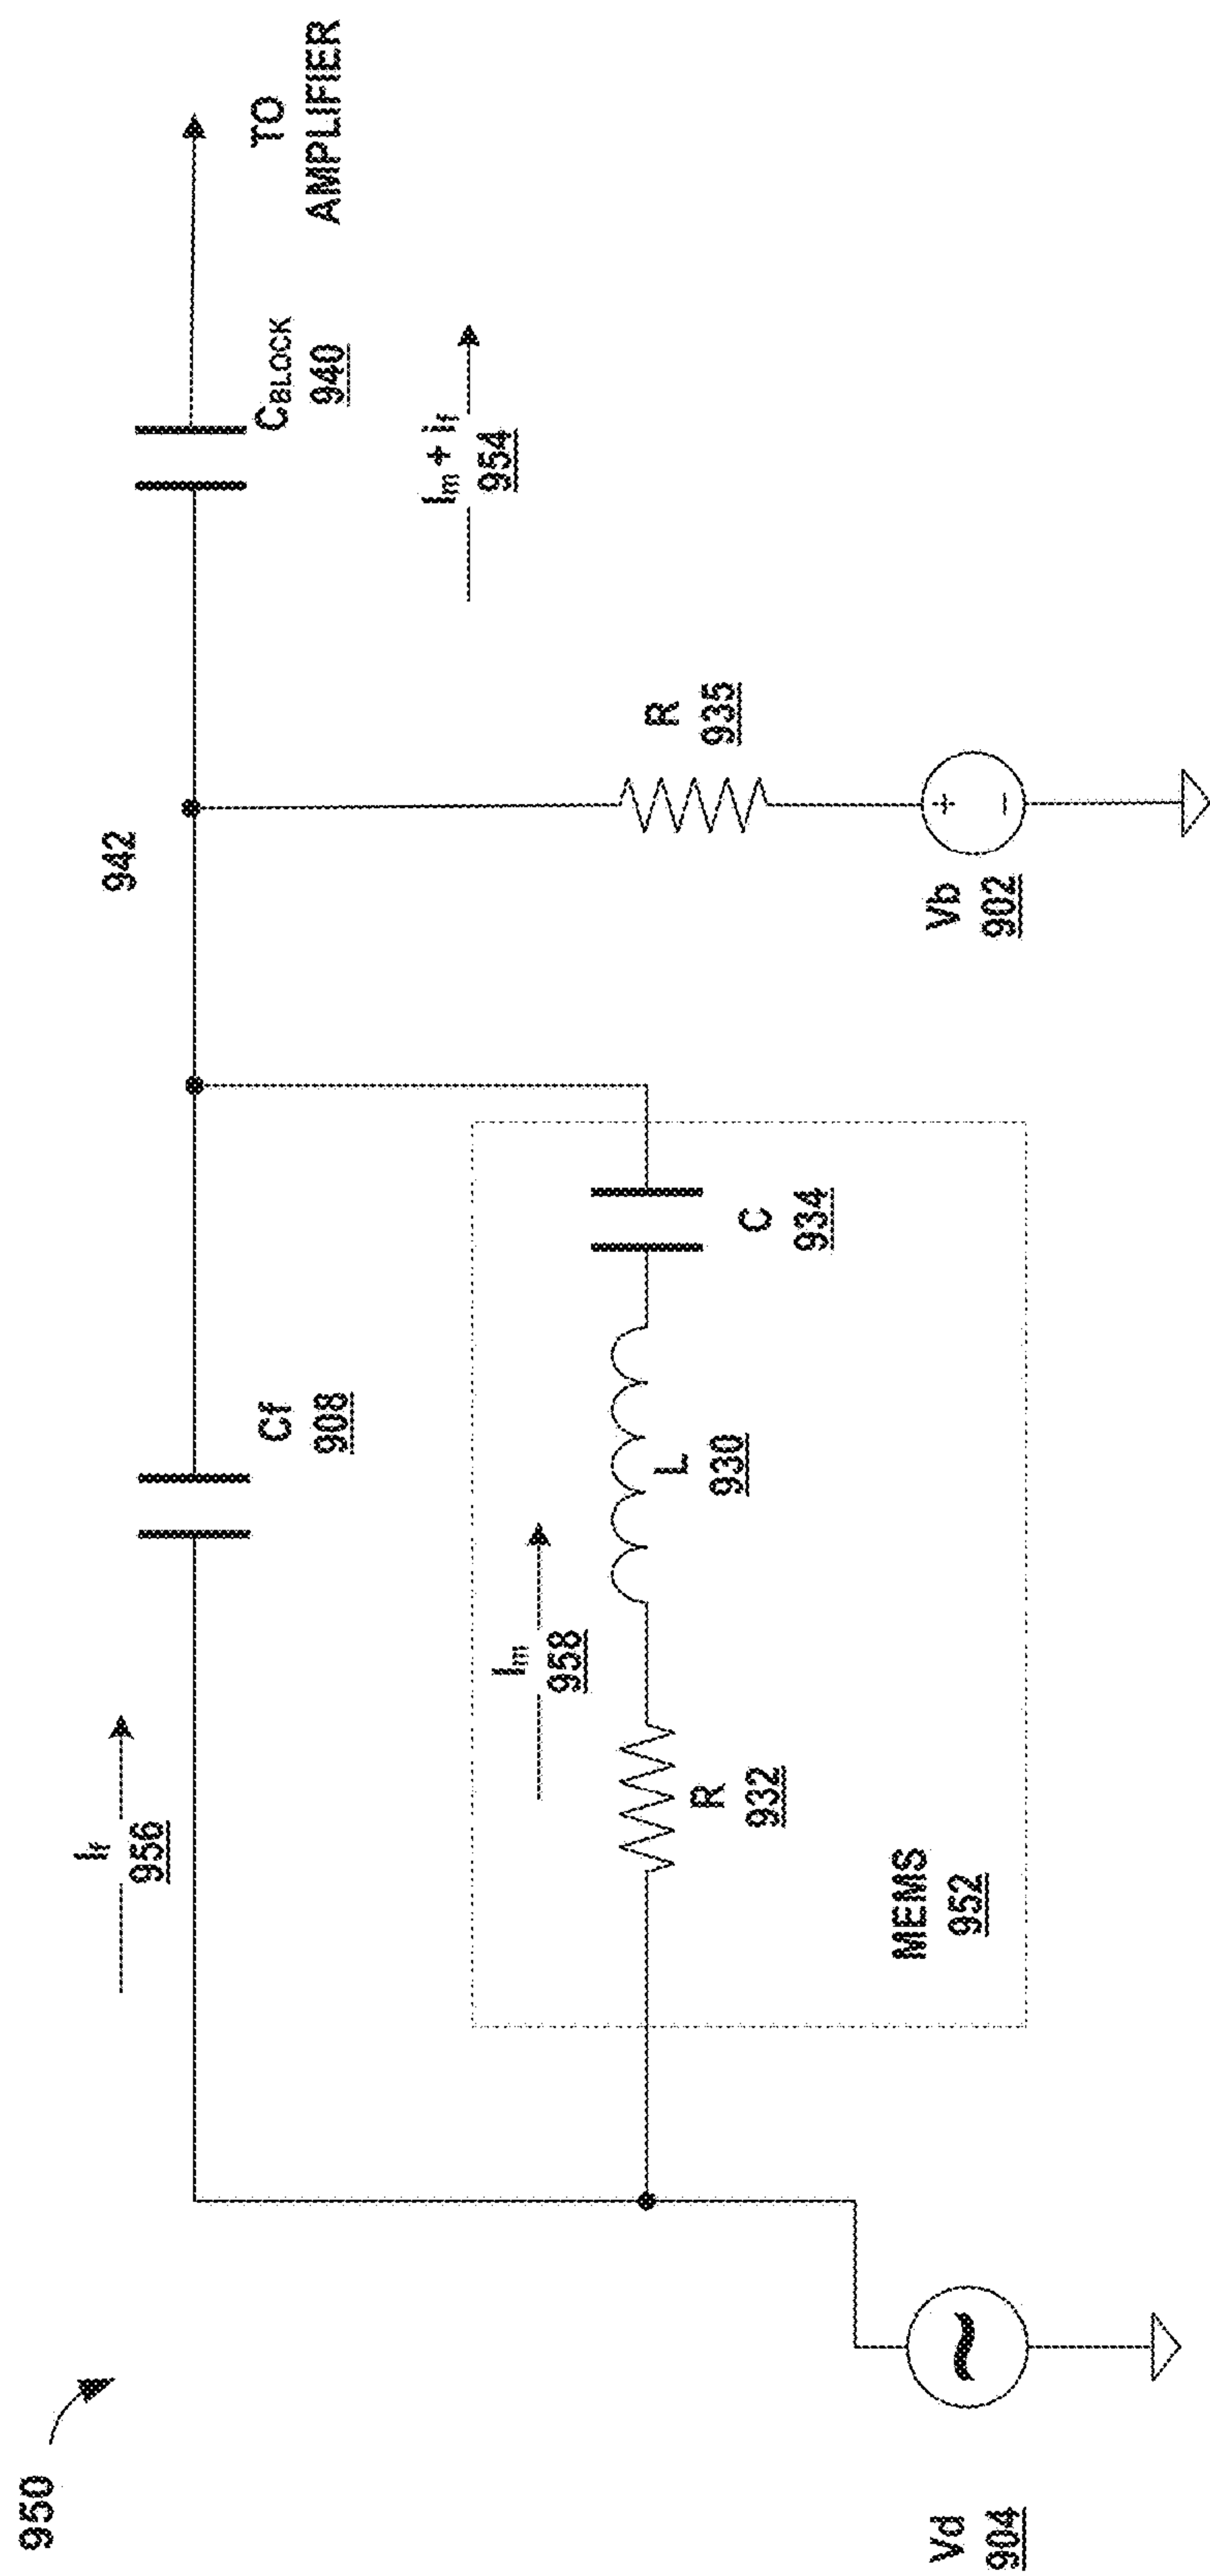 950
If
956
Cf
908
942
CBLOCK
940
TO
AMPLIFIER
Im + if
954
Im
958
R
932
L
930
C
934
MEMS
952
R
935
Vb
902
+
−
Vd
904